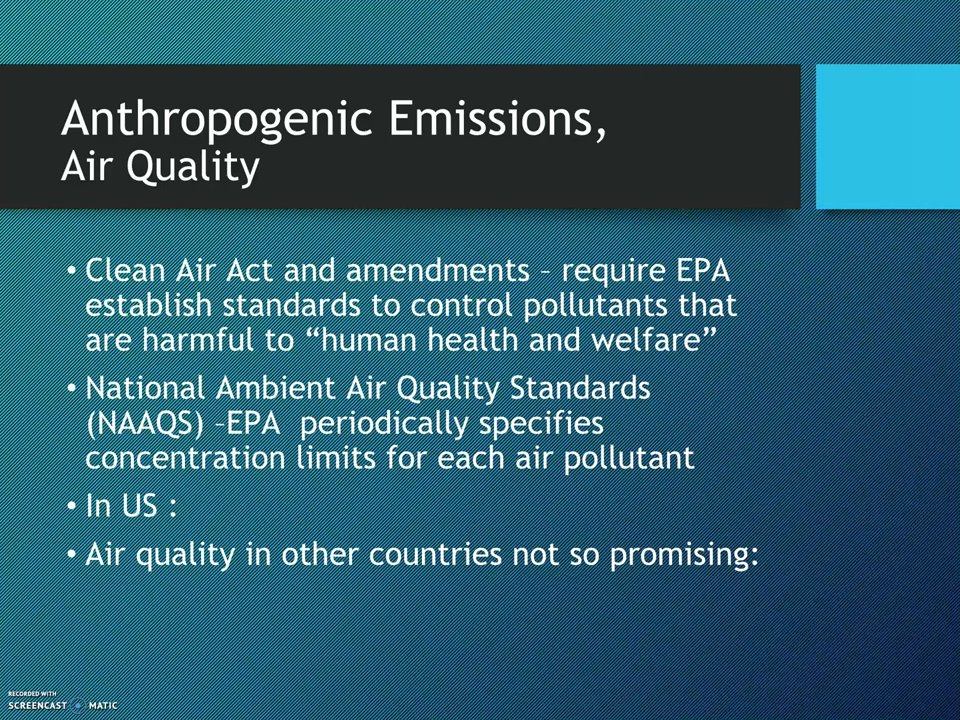 Anthropogenic Emissions,
Air Quality
• Clean Air Act and amendments – require EPA
establish standards to control pollutants that
are harmful to “human health and welfare”
• National Ambient Air Quality Standards
(NAAQS) –EPA  periodically specifies
concentration limits for each air pollutant
• In US :
• Air quality in other countries not so promising:
RECORDED WITH
SCREENCAST MATIC